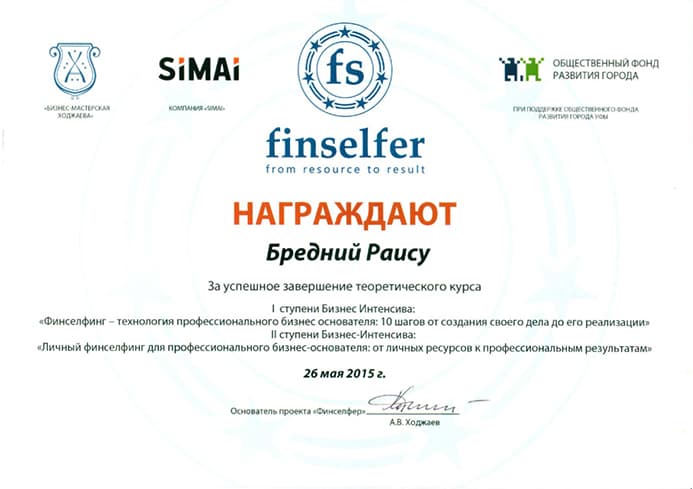 «БИЗНЕС-МАСТЕРСКАЯ
ХОДЖАЕВА»
SiMAi
КОМПАНИЯ «SIMAI»
fs
finselfer
from resource to result
ОБЩЕСТВЕННЫЙ ФОНД
РАЗВИТИЯ ГОРОДА
ПРИ ПОДДЕРЖКЕ ОБЩЕСТВЕННОГО ФОНДА
РАЗВИТИЯ ГОРОДА УФЫ
НАГРАЖДАЮТ
Бредний Раису
За успешное завершение теоретического курса
I ступени Бизнес Интенсива:
«Финселфинг – технология профессионального бизнес основателя: 10 шагов от создания своего дела до его реализации»
II ступени Бизнес-Интенсива:
«Личный финселфинг для профессионального бизнес-основателя: от личных ресурсов к профессиональным результатам»
26 мая 2015 г.
Основатель проекта «Финселфер»
А.В. Ходжаев